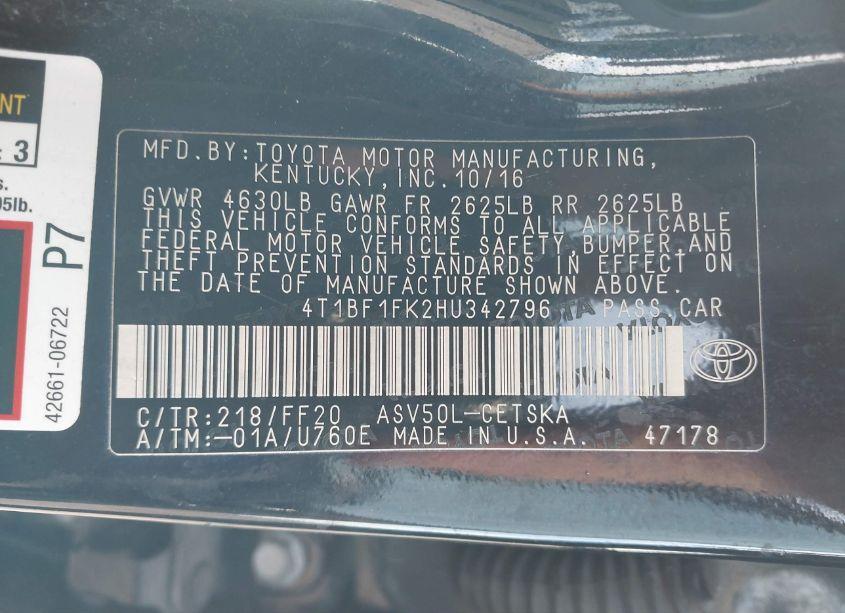 NT
: 3
s.
95lb.
P7
42661-06722
MFD.BY:TOYOTA MOTOR MANUFACTURING,
KENTUCKY,INC.10/16
GVWR 4630LB GAWR FR 2625LB RR 2625LB
THIS VEHICLE CONFORMS TO ALL APPLICABLE
FEDERAL MOTOR VEHICLE SAFETY,BUMPER,AND
THEFT PREVENTION STANDARDS IN EFFECT ON
THE DATE OF MANUFACTURE SHOWN ABOVE.
4T1BF1FK2HU342796 PASS.CAR
C/TR:218/FF20 ASV50L-CETSKA
A/TM:-01A/U760E MADE IN U.S.A. 47178